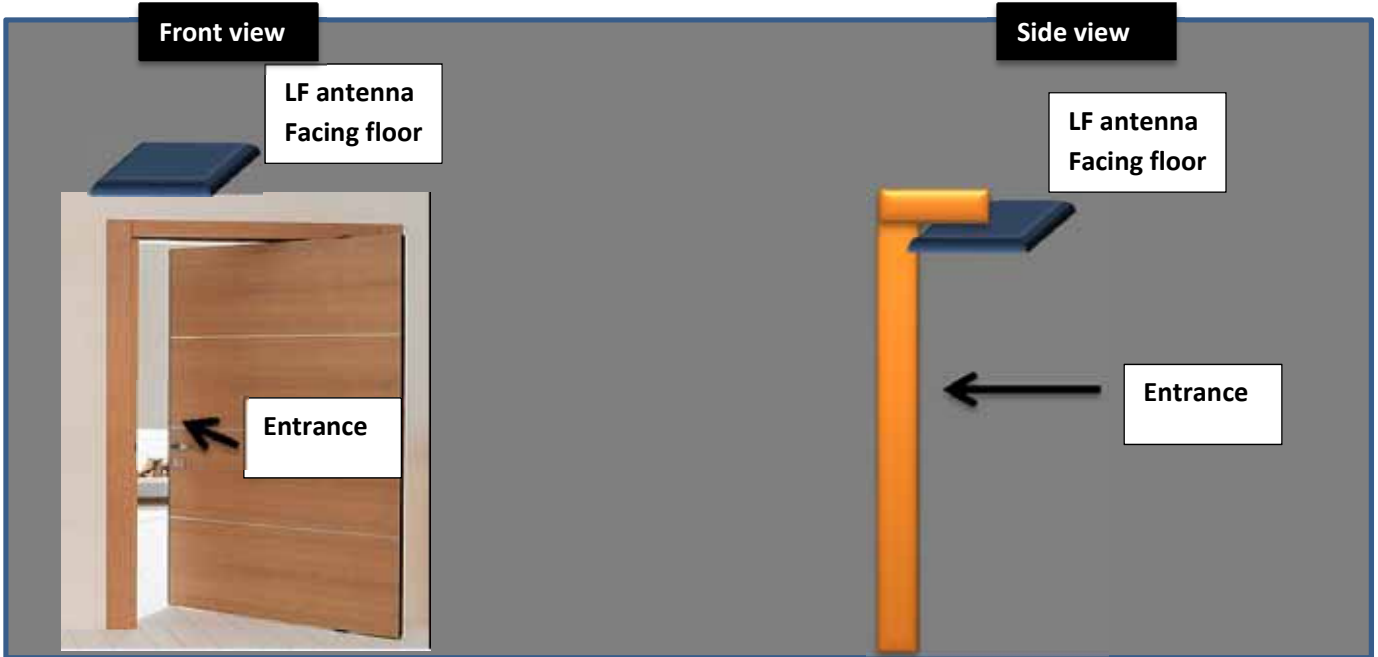 Front view
Side view
LF antenna
Facing floor
LF antenna
Facing floor
Entrance
Entrance